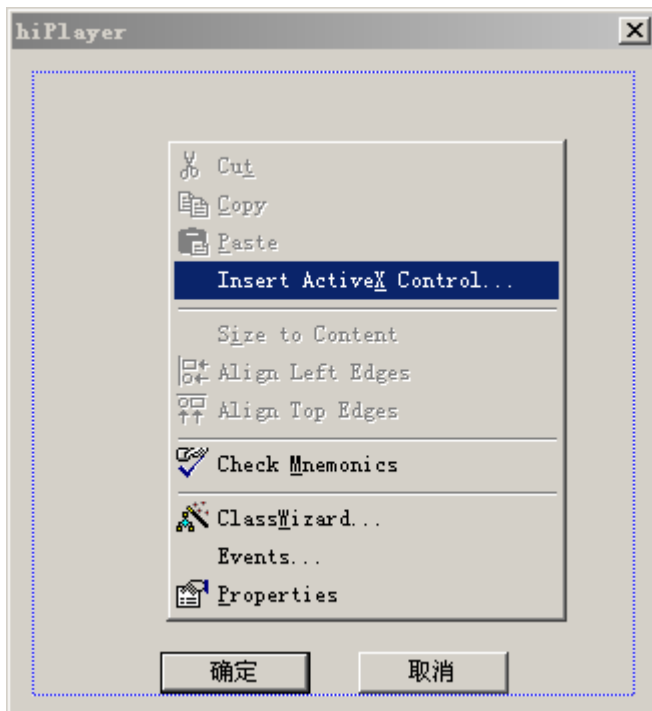 hiPlayer
Cut
Copy
Paste
Insert ActiveX Control...
Size to Content
Align Left Edges
Align Top Edges
Check Mnemonics
ClassWizard...
Events...
Properties
确定 取消